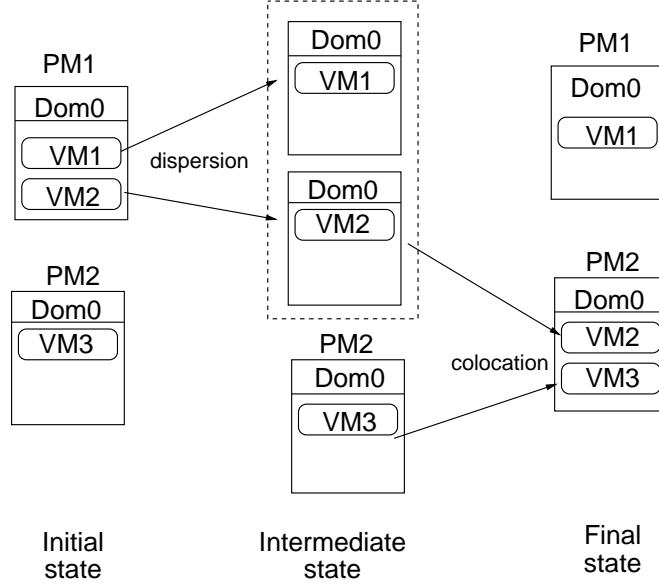 PM1
Dom0
VM1
VM2
dispersion
PM2
Dom0
VM3
Initial
state
Dom0
VM1
Dom0
VM2
PM2
Dom0
VM3
Intermediate
state
colocation
PM1
Dom0
VM1
PM2
Dom0
VM2
VM3
Final
state